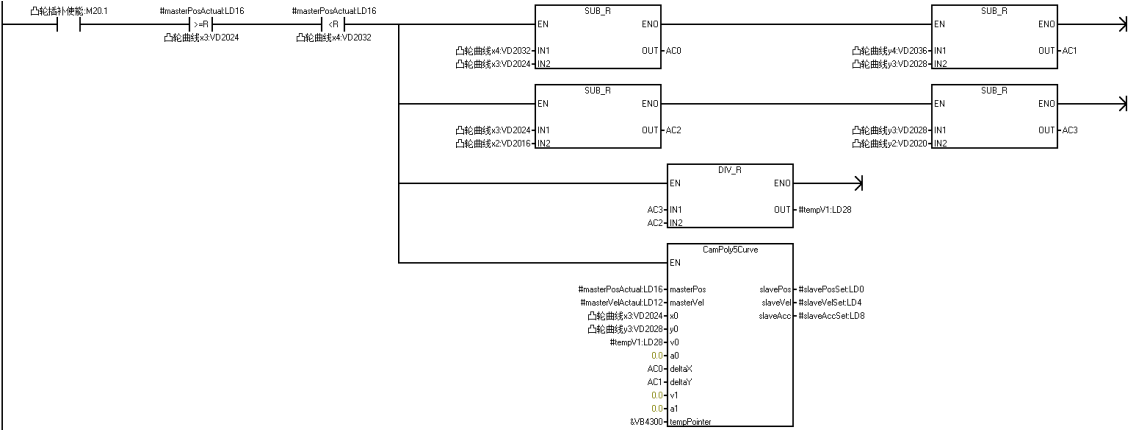 凸轮插补使能:M20.1
#masterPosActual:LD16
>=R
凸轮曲线x3:VD2024
#masterPosActual:LD16
<R
凸轮曲线x4:VD2032
SUB_R
EN ENO
凸轮曲线x4:VD2032 IN1 OUT AC0
凸轮曲线x3:VD2024 IN2
SUB_R
EN ENO
凸轮曲线y4:VD2036 IN1 OUT AC1
凸轮曲线y3:VD2028 IN2
SUB_R
EN ENO
凸轮曲线x3:VD2024 IN1 OUT AC2
凸轮曲线x2:VD2016 IN2
SUB_R
EN ENO
凸轮曲线y3:VD2028 IN1 OUT AC3
凸轮曲线y2:VD2020 IN2
DIV_R
EN ENO
AC3 IN1 OUT #tempV1:LD28
AC2 IN2
CamPoly5Curve
EN
#masterPosActual:LD16 masterPos slavePos #slavePosSet:LD0
#masterVelActaul:LD12 masterVel slaveVel #slaveVelSet:LD4
凸轮曲线x3:VD2024 x0 slaveAcc #slaveAccSet:LD8
凸轮曲线y3:VD2028 y0
#tempV1:LD28 v0
0.0 a0
AC0 deltaX
AC1 deltaY
0.0 v1
0.0 a1
&VB4300 tempPointer